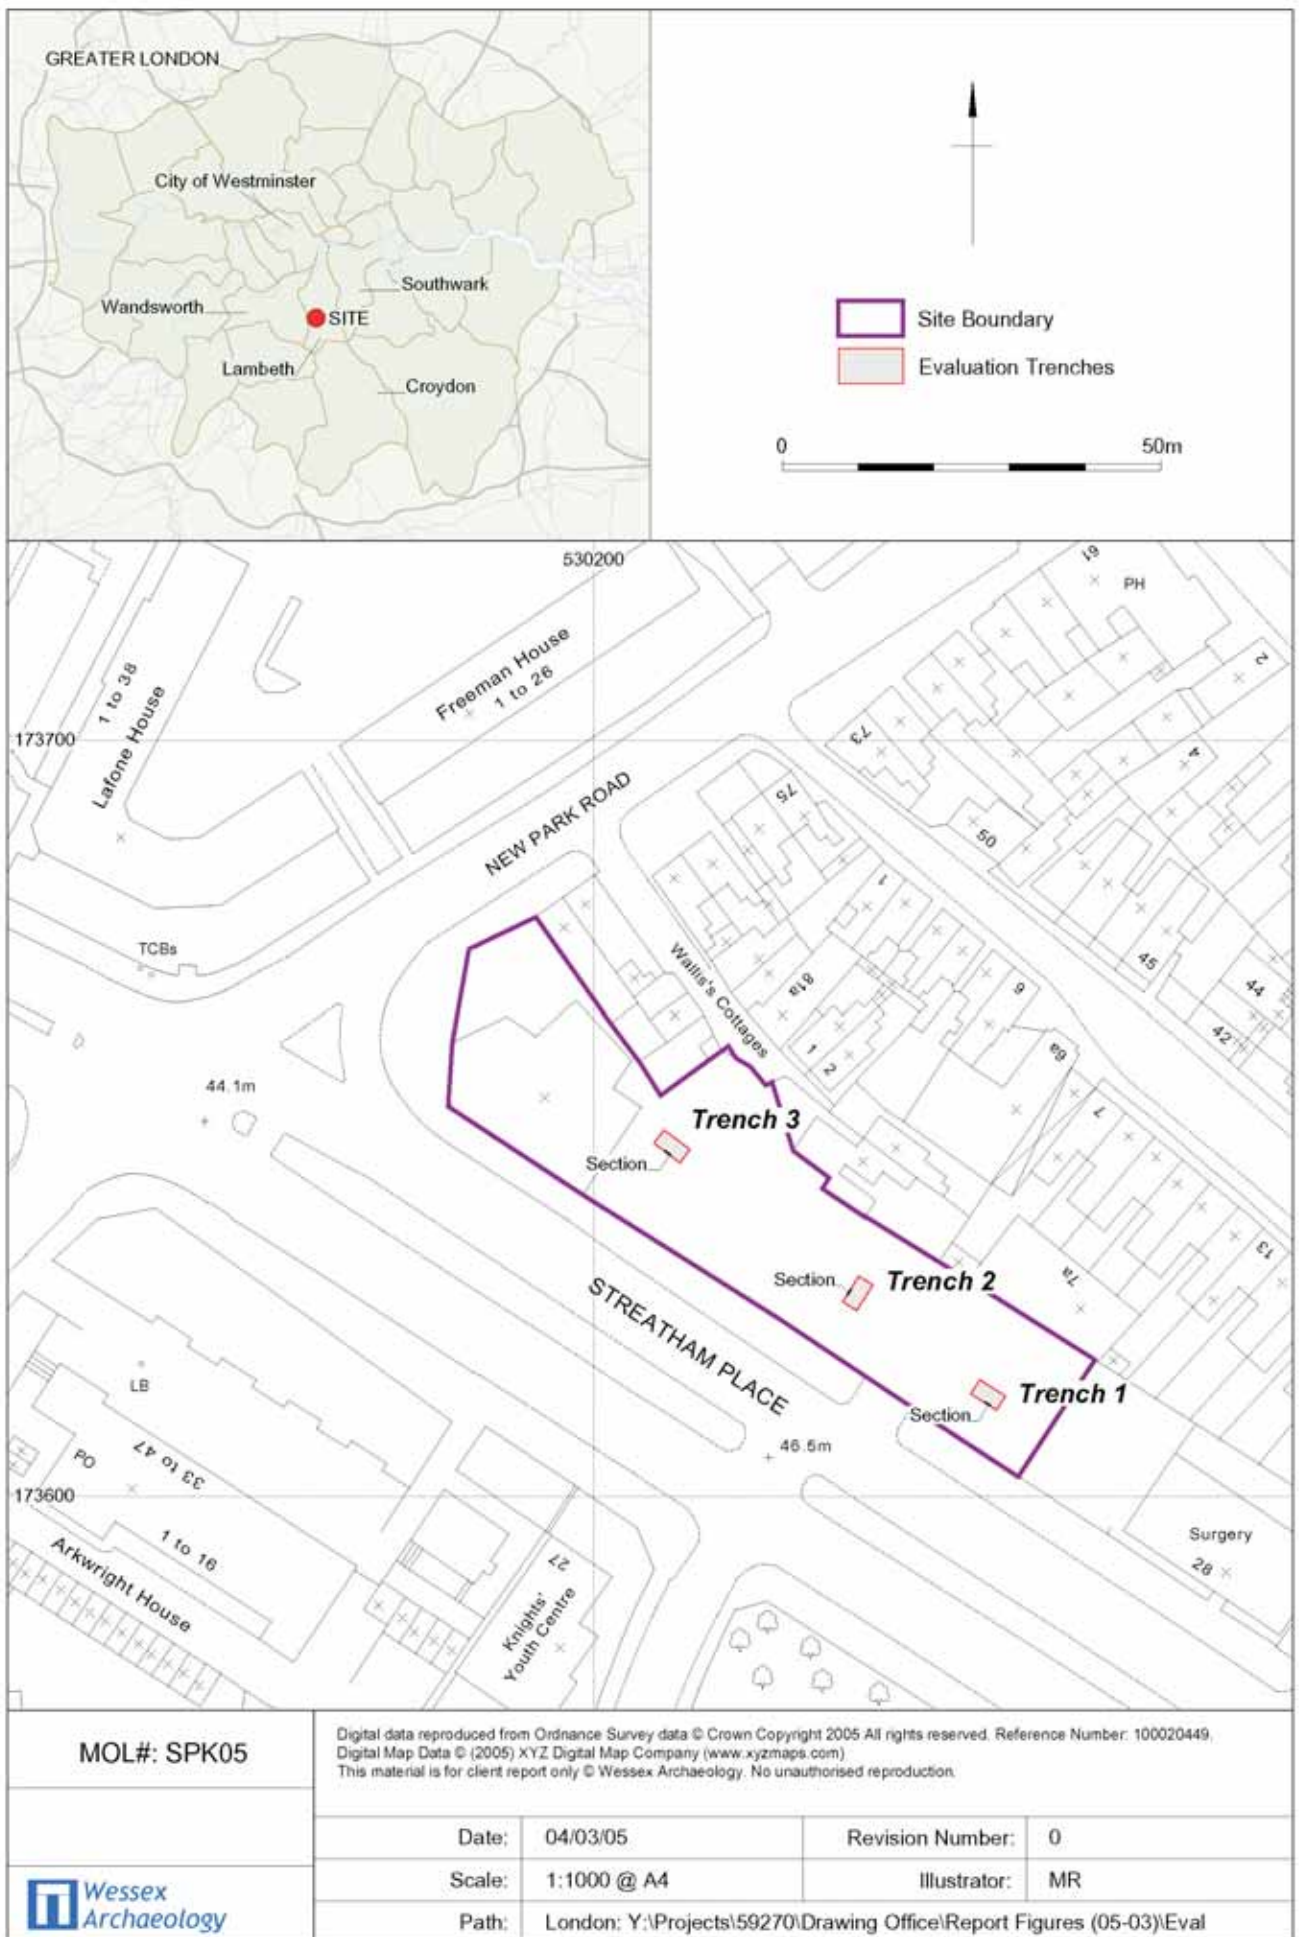 GREATER LONDON
City of Westminster
Southwark
Wandsworth
SITE
Lambeth
Croydon
Site Boundary
Evaluation Trenches
0 50m
530200
19
PH
2
1 to 38
Lafone House
Freeman House
1 to 26
173700
73
4
75
50
NEW PARK ROAD
1
TCBs
Wallis's Cottages
81a
6
45
44
42
1
2
6a
44.1m
7
Trench 3
Section
13
7a
Section
Trench 2
STREATHAM PLACE
LB
Trench 1
Section
46.5m
PO
33 to 47
173600
1 to 16
Arkwright House
27
Knights'
Youth Centre
Surgery
28
MOL#: SPK05
Digital data reproduced from Ordnance Survey data © Crown Copyright 2005 All rights reserved. Reference Number: 100020449.
Digital Map Data © (2005) XYZ Digital Map Company (www.xyzmaps.com)
This material is for client report only © Wessex Archaeology. No unauthorised reproduction.
Date: 04/03/05 Revision Number: 0
Scale: 1:1000 @ A4 Illustrator: MR
Path: London: Y:\Projects\59270\Drawing Office\Report Figures (05-03)\Eval
Wessex
Archaeology